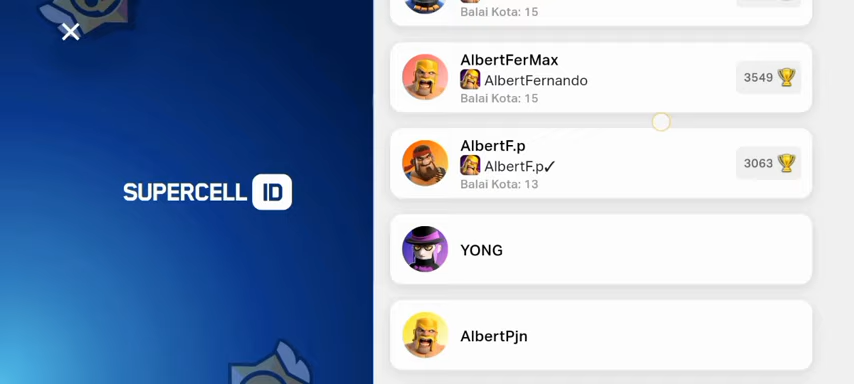 SUPERCELL ID
Balai Kota: 15
AlbertFerMax
AlbertFernando
Balai Kota: 15
3549
AlbertF.p
AlbertF.p✓
Balai Kota: 13
3063
YONG
AlbertPjn